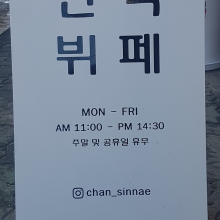 뷔페
MON - FRI
AM 11:00 - PM 14:30
주말 및 공휴일 휴무
chan_sinnae